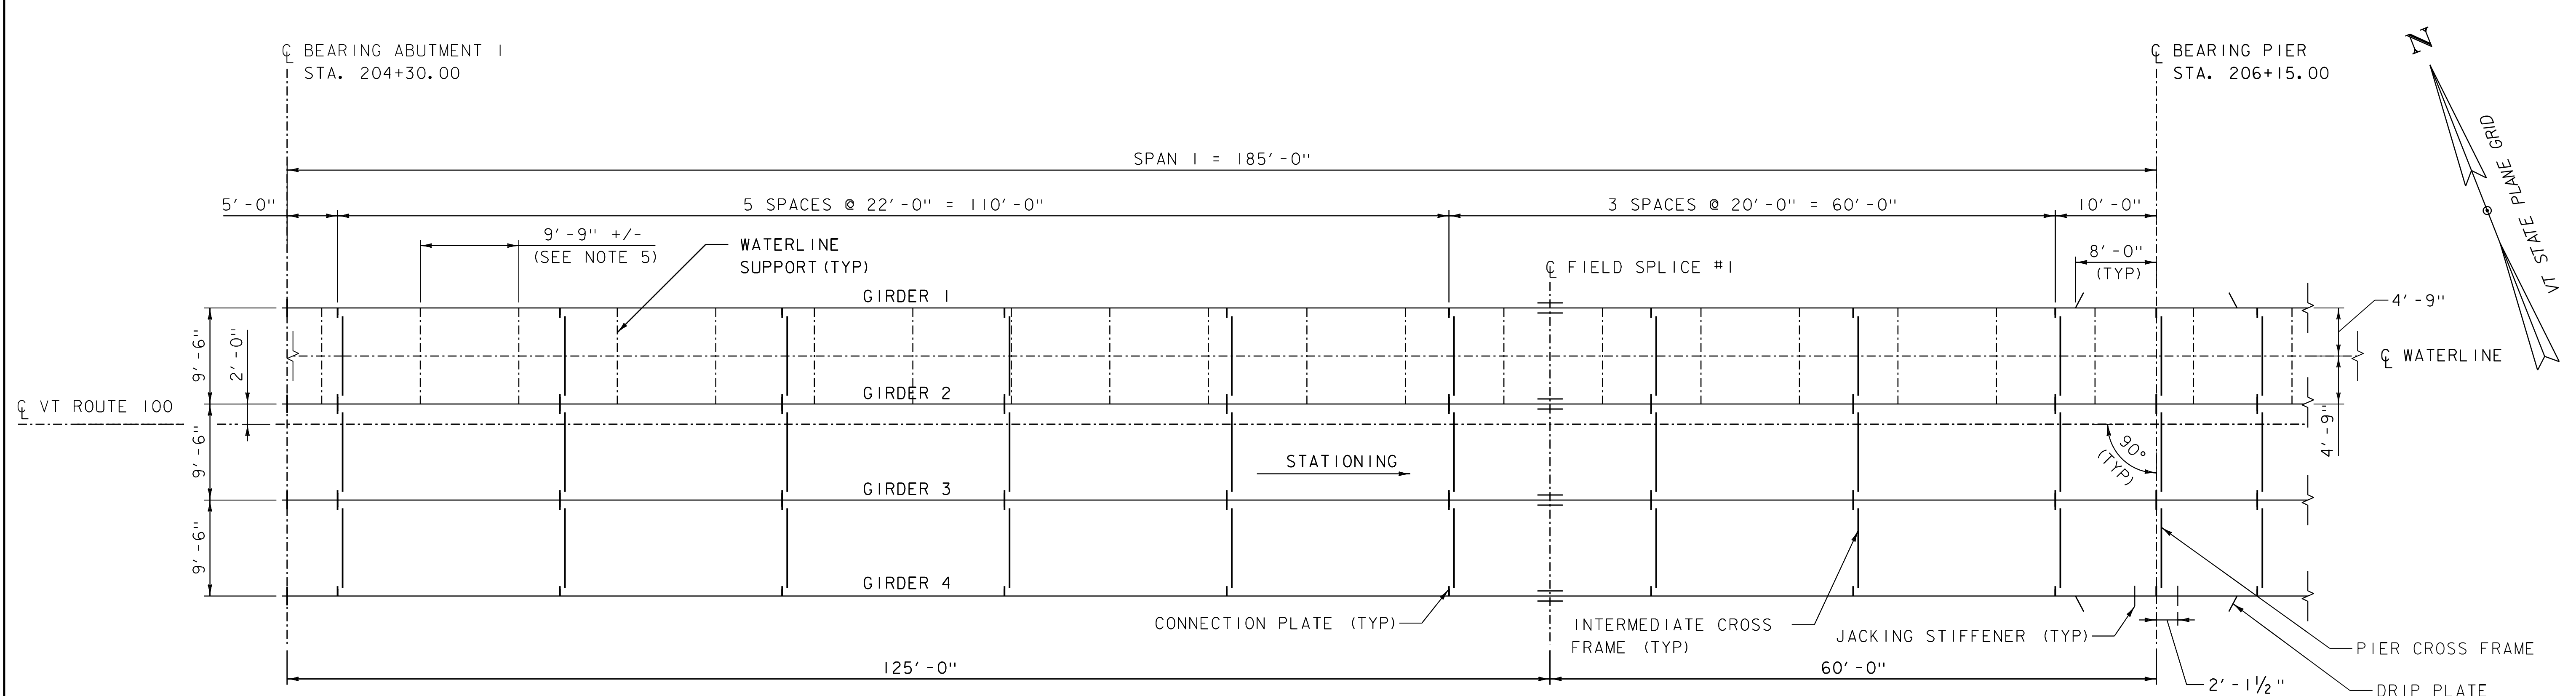 ℄ BEARING ABUTMENT 1
STA. 204+30.00
℄ BEARING PIER
STA. 206+15.00
N
VT STATE PLANE GRID
SPAN 1 = 185'-0"
5'-0"
5 SPACES @ 22'-0" = 110'-0"
3 SPACES @ 20'-0" = 60'-0"
10'-0"
9'-9" +/-
(SEE NOTE 5)
WATERLINE
SUPPORT (TYP)
℄ FIELD SPLICE #1
8'-0"
(TYP)
4'-9"
GIRDER 1
9'-6"
2'-0"
℄ WATERLINE
GIRDER 2
℄ VT ROUTE 100
4'-9"
9'-6"
90°
(TYP)
STATIONING
GIRDER 3
9'-6"
GIRDER 4
CONNECTION PLATE (TYP)
INTERMEDIATE CROSS
FRAME (TYP)
JACKING STIFFENER (TYP)
PIER CROSS FRAME
125'-0"
60'-0"
2'-1½"
DRIP PLATE